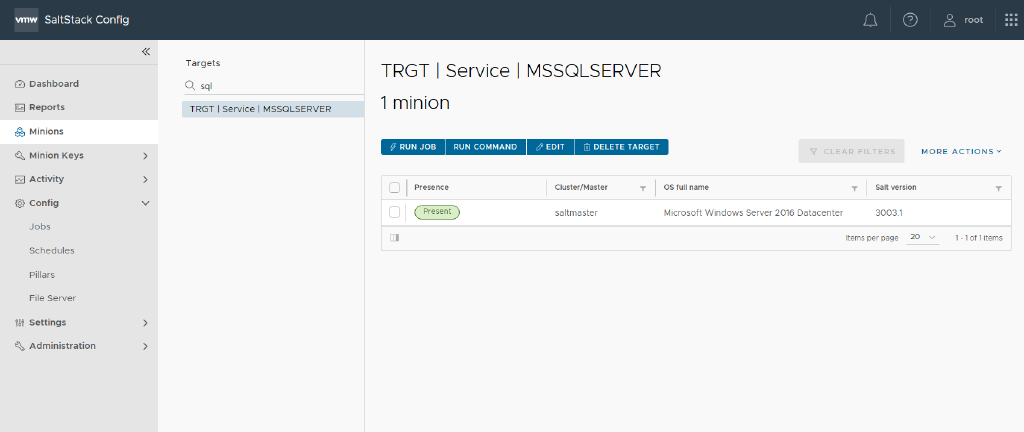 vmw SaltStack Config
root
Dashboard
Reports
Minions
Minion Keys
Activity
Config
Jobs
Schedules
Pillars
File Server
Settings
Administration
Targets
sql
TRGT | Service | MSSQLSERVER
TRGT | Service | MSSQLSERVER
1 minion
RUN JOB RUN COMMAND EDIT DELETE TARGET
CLEAR FILTERS MORE ACTIONS
Presence Cluster/Master OS full name Salt version
Present saltmaster Microsoft Windows Server 2016 Datacenter 3003.1
Items per page 20 1 - 1 of 1 items